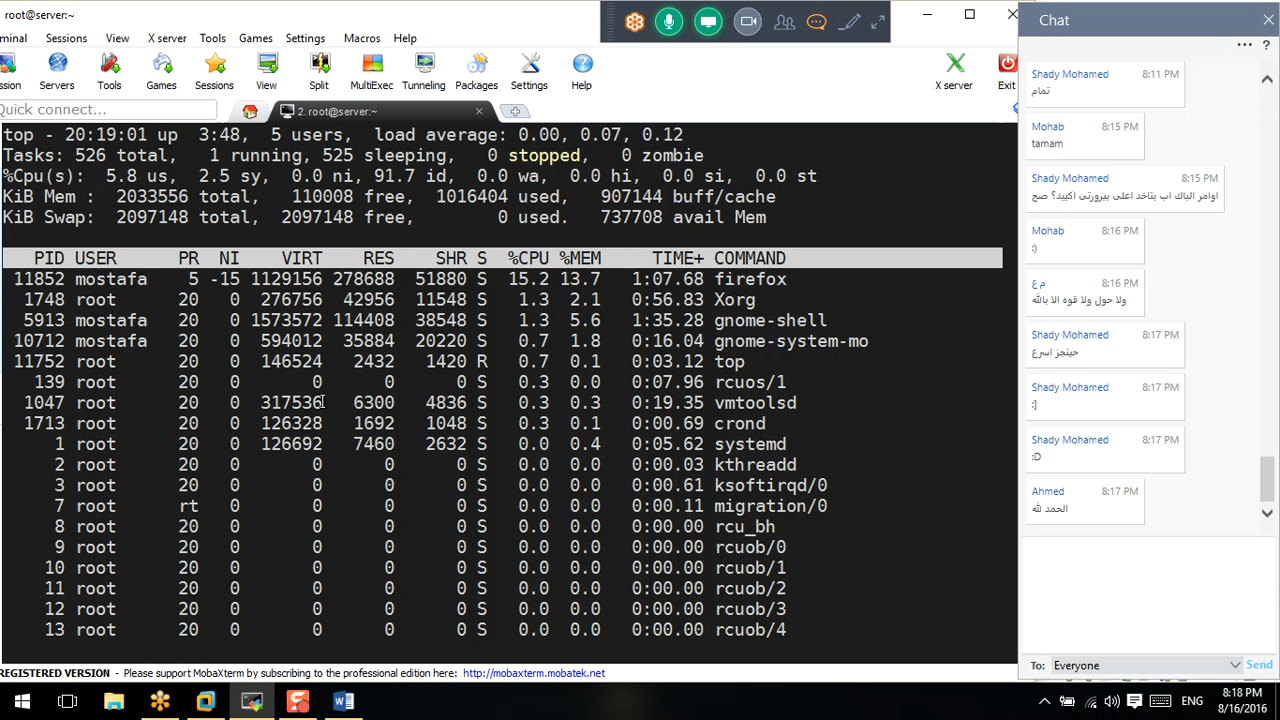 root@server:~
minal Sessions View X server Tools Games Settings Macros Help
sion Servers Tools Games Sessions View Split MultiExec Tunneling Packages Settings Help X server Exit
Quick connect...
2. root@server:~
top - 20:19:01 up 3:48, 5 users, load average: 0.00, 0.07, 0.12
Tasks: 526 total, 1 running, 525 sleeping, 0 stopped, 0 zombie
%Cpu(s): 5.8 us, 2.5 sy, 0.0 ni, 91.7 id, 0.0 wa, 0.0 hi, 0.0 si, 0.0 st
KiB Mem : 2033556 total, 110008 free, 1016404 used, 907144 buff/cache
KiB Swap: 2097148 total, 2097148 free, 0 used. 737708 avail Mem
PID USER PR NI VIRT RES SHR S %CPU %MEM TIME+ COMMAND
11852 mostafa 5 -15 1129156 278688 51880 S 15.2 13.7 1:07.68 firefox
1748 root 20 0 276756 42956 11548 S 1.3 2.1 0:56.83 Xorg
5913 mostafa 20 0 1573572 114408 38548 S 1.3 5.6 1:35.28 gnome-shell
10712 mostafa 20 0 594012 35884 20220 S 0.7 1.8 0:16.04 gnome-system-mo
11752 root 20 0 146524 2432 1420 R 0.7 0.1 0:03.12 top
139 root 20 0 0 0 0 S 0.3 0.0 0:07.96 rcuos/1
1047 root 20 0 317536 6300 4836 S 0.3 0.3 0:19.35 vmtoolsd
1713 root 20 0 126328 1692 1048 S 0.3 0.1 0:00.69 crond
1 root 20 0 126692 7460 2632 S 0.0 0.4 0:05.62 systemd
2 root 20 0 0 0 0 S 0.0 0.0 0:00.03 kthreadd
3 root 20 0 0 0 0 S 0.0 0.0 0:00.61 ksoftirqd/0
7 root rt 0 0 0 0 S 0.0 0.0 0:00.11 migration/0
8 root 20 0 0 0 0 S 0.0 0.0 0:00.00 rcu_bh
9 root 20 0 0 0 0 S 0.0 0.0 0:00.00 rcuob/0
10 root 20 0 0 0 0 S 0.0 0.0 0:00.00 rcuob/1
11 root 20 0 0 0 0 S 0.0 0.0 0:00.00 rcuob/2
12 root 20 0 0 0 0 S 0.0 0.0 0:00.00 rcuob/3
13 root 20 0 0 0 0 S 0.0 0.0 0:00.00 rcuob/4
REGISTERED VERSION - Please support MobaXterm by subscribing to the professional edition here: http://mobaxterm.mobatek.net
Chat
Shady Mohamed 8:11 PM
تمام
Mohab 8:15 PM
tamam
Shady Mohamed 8:15 PM
اوامر الباك اب بتاخد اعلى بيرورتى اكييد؟ صح
Mohab 8:16 PM
:)
م ع 8:16 PM
ولا حول ولا قوه الا بالله
Shady Mohamed 8:17 PM
حينجز اسرع
Shady Mohamed 8:17 PM
:]
Shady Mohamed 8:17 PM
:D
Ahmed 8:17 PM
الحمد لله
To: Everyone Send
ENG
8:18 PM
8/16/2016